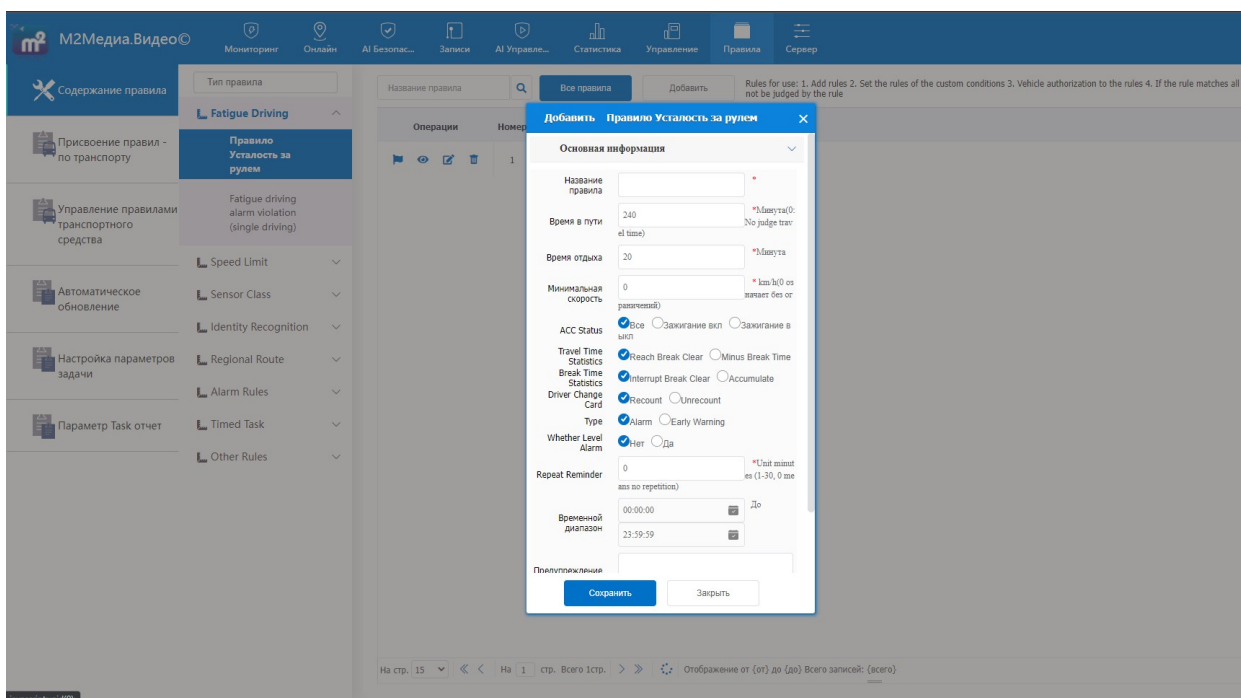 m²
М2Медиа.Видео©
Мониторинг
Онлайн
AI Безопас...
Записи
AI Управле...
Статистика
Управление
Правила
Сервер
Содержание правила
Присвоение правил -
по транспорту
Управление правилами
транспортного
средства
Автоматическое
обновление
Настройка параметров
задачи
Параметр Task отчет
Тип правила
Fatigue Driving
Правило
Усталость за
рулем
Fatigue driving
alarm violation
(single driving)
Speed Limit
Sensor Class
Identity Recognition
Regional Route
Alarm Rules
Timed Task
Other Rules
Название правила
Все правила
Добавить
Rules for use: 1. Add rules 2. Set the rules of the custom conditions 3. Vehicle authorization to the rules 4. If the rule matches all
not be judged by the rule
Операции
Номер
1
Добавить Правило Усталость за рулем
Основная информация
Название
правила
*
Время в пути
240
*Минута(0:
No judge trav
el time)
Время отдыха
20
*Минута
Минимальная
скорость
0
* km/h(0 оз
начает без ог
раничений)
ACC Status
Все Зажигание вкл Зажигание в
ыкл
Travel Time
Statistics
Reach Break Clear Minus Break Time
Break Time
Statistics
Interrupt Break Clear Accumulate
Driver Change
Card
Recount Unrecount
Type
Alarm Early Warning
Whether Level
Alarm
Нет Да
Repeat Reminder
0
*Unit minut
es (1-30, 0 me
ans no repetition)
Временной
диапазон
00:00:00
До
23:59:59
Предупреждение
Сохранить
Закрыть
На стр. 15
На 1 стр. Всего 1стр.
Отображение от {от} до {до} Всего записей: {всего}